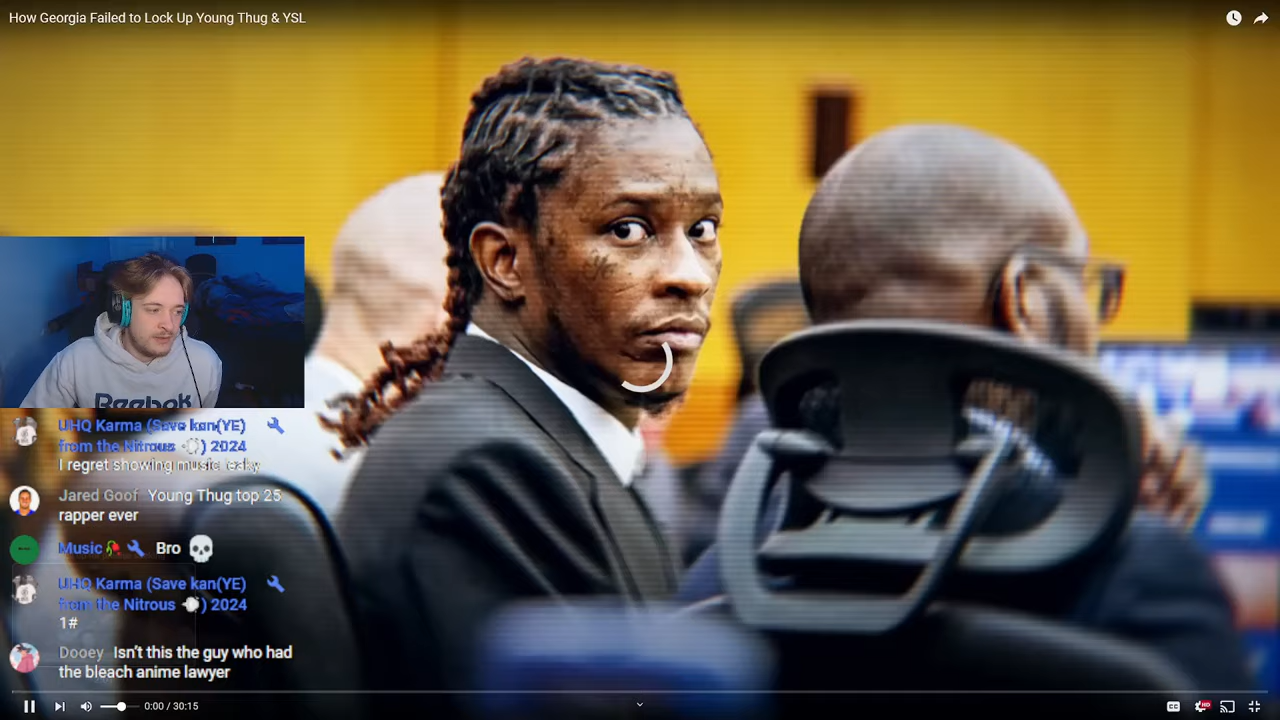 How Georgia Failed to Lock Up Young Thug & YSL
Reebok
UHQ Karma (Save kan(YE)
from the Nitrous 💨) 2024
I regret showing music leaky
Jared Goof Young Thug top 25
rapper ever
Music🥀 🔧 Bro 💀
UHQ Karma (Save kan(YE)
from the Nitrous 💨) 2024
1#
Dooey Isn't this the guy who had
the bleach anime lawyer
0:00 / 30:15
CC
HD